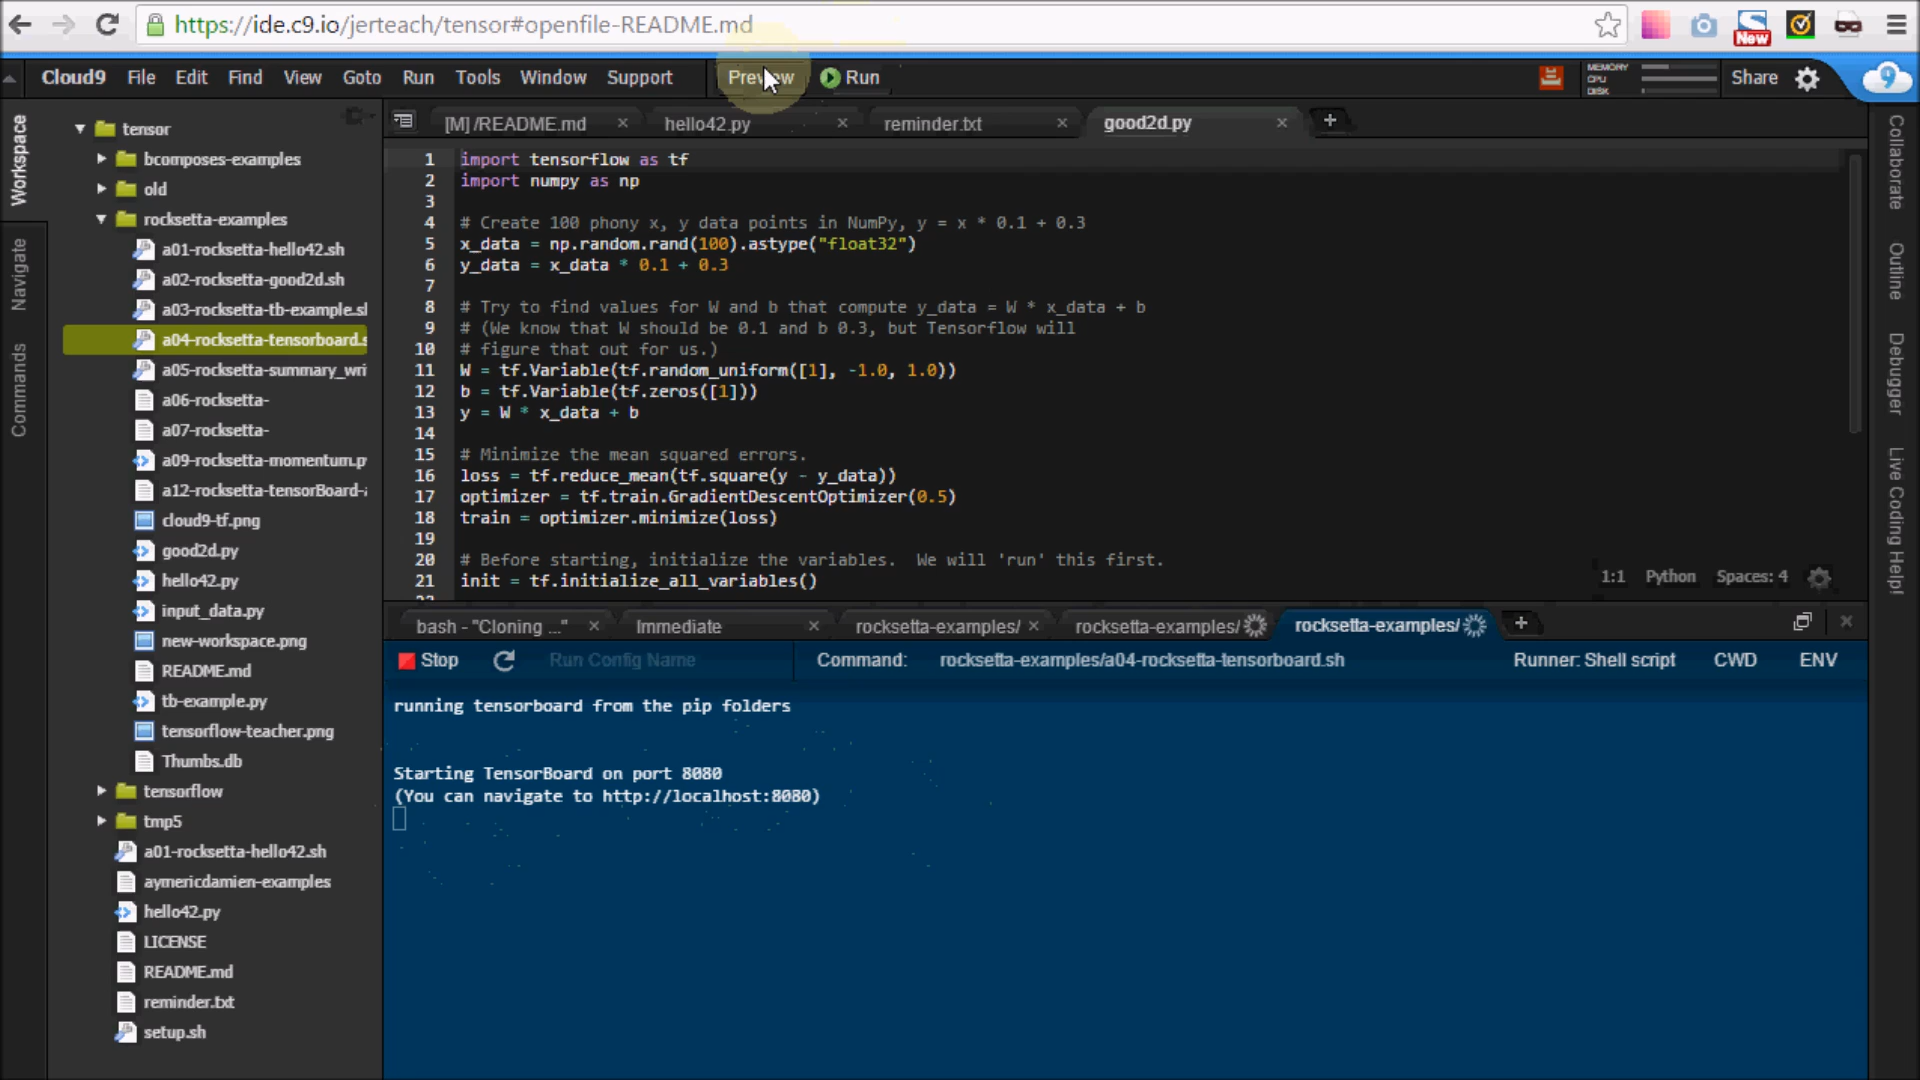 https://ide.c9.io/jerteach/tensor#openfile-README.md
New
Cloud9 File Edit Find View Goto Run Tools Window Support Preview Run
MEMORY
CPU
DISK
Share
9
Workspace
Navigate
Commands
tensor
bcomposes-examples
old
rocksetta-examples
a01-rocksetta-hello42.sh
a02-rocksetta-good2d.sh
a03-rocksetta-tb-example.sl
a04-rocksetta-tensorboard.s
a05-rocksetta-summary_wri
a06-rocksetta-
a07-rocksetta-
a09-rocksetta-momentum.p
a12-rocksetta-tensorBoard-
cloud9-tf.png
good2d.py
hello42.py
input_data.py
new-workspace.png
README.md
tb-example.py
tensorflow-teacher.png
Thumbs.db
tensorflow
tmp5
a01-rocksetta-hello42.sh
aymericdamien-examples
hello42.py
LICENSE
README.md
reminder.txt
setup.sh
[M] /README.md hello42.py reminder.txt good2d.py
1 import tensorflow as tf
2 import numpy as np
3
4 # Create 100 phony x, y data points in NumPy, y = x * 0.1 + 0.3
5 x_data = np.random.rand(100).astype("float32")
6 y_data = x_data * 0.1 + 0.3
7
8 # Try to find values for W and b that compute y_data = W * x_data + b
9 # (We know that W should be 0.1 and b 0.3, but Tensorflow will
10 # figure that out for us.)
11 W = tf.Variable(tf.random_uniform([1], -1.0, 1.0))
12 b = tf.Variable(tf.zeros([1]))
13 y = W * x_data + b
14
15 # Minimize the mean squared errors.
16 loss = tf.reduce_mean(tf.square(y - y_data))
17 optimizer = tf.train.GradientDescentOptimizer(0.5)
18 train = optimizer.minimize(loss)
19
20 # Before starting, initialize the variables.  We will 'run' this first.
21 init = tf.initialize_all_variables()
1:1 Python Spaces: 4
bash - "Cloning ..." Immediate rocksetta-examples/ rocksetta-examples/ rocksetta-examples/
Stop Run Config Name Command: rocksetta-examples/a04-rocksetta-tensorboard.sh Runner: Shell script CWD ENV
running tensorboard from the pip folders
Starting TensorBoard on port 8080
(You can navigate to http://localhost:8080)
Collaborate
Outline
Debugger
Live Coding Help!